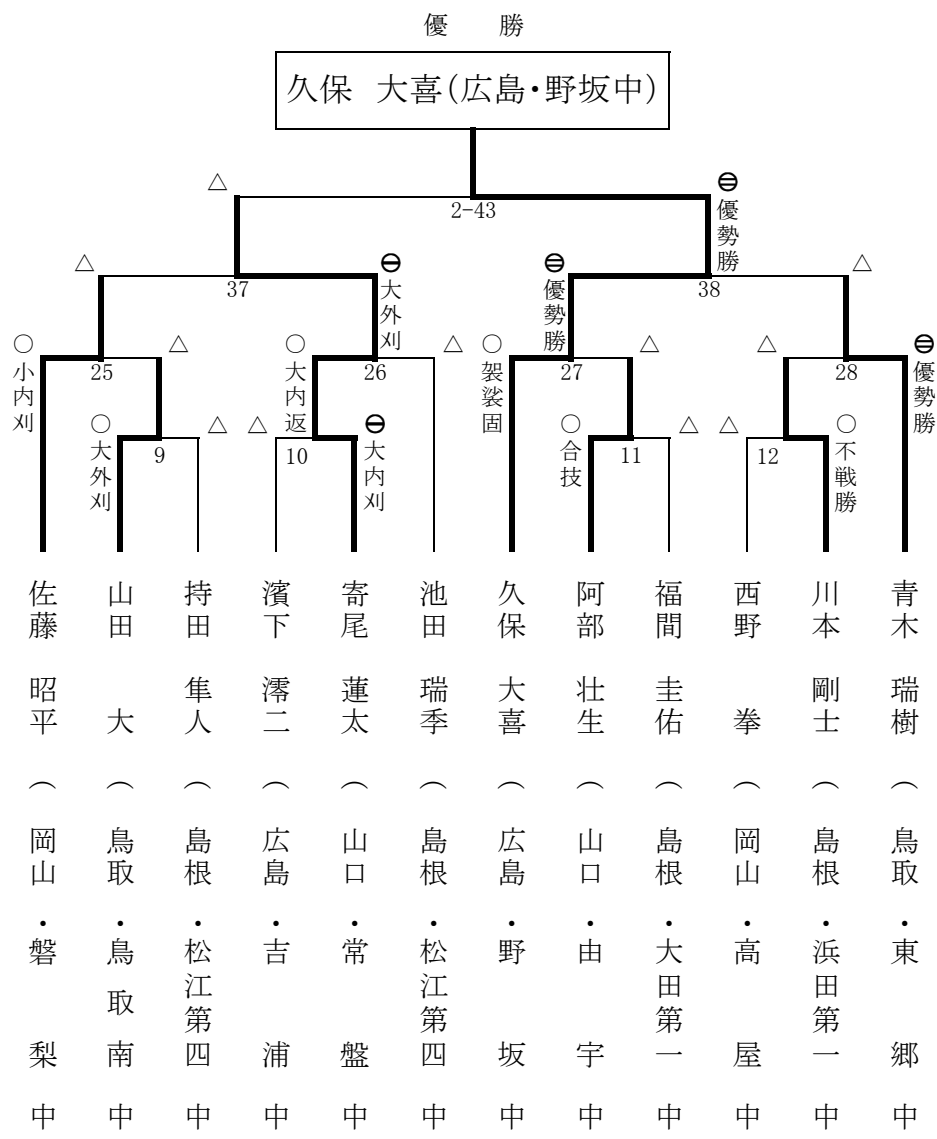 優 勝
久保 大喜(広島・野坂中)
△
優勢勝
2-43
△
大外刈
優勢勝
△
37
38
○
小内刈
△
○
大内返
△
○
袈裟固
△
△
優勢勝
25
26
27
28
○
大外刈
△
△
大内刈
○
合技
△
△
○
不戦勝
9
10
11
12
佐藤 昭平(岡山・磐梨中)
山田 大(鳥取・鳥取南中)
持田 隼人(島根・松江第四中)
濱下 澪二(広島・吉浦中)
寄尾 蓮太(山口・常盤中)
池田 瑞季(島根・松江第四中)
久保 大喜(広島・野坂中)
阿部 壮生(山口・由宇中)
福間 圭佑(島根・大田第一中)
西野 拳(岡山・高屋中)
川本 剛士(島根・浜田第一中)
青木 瑞樹(鳥取・東郷中)